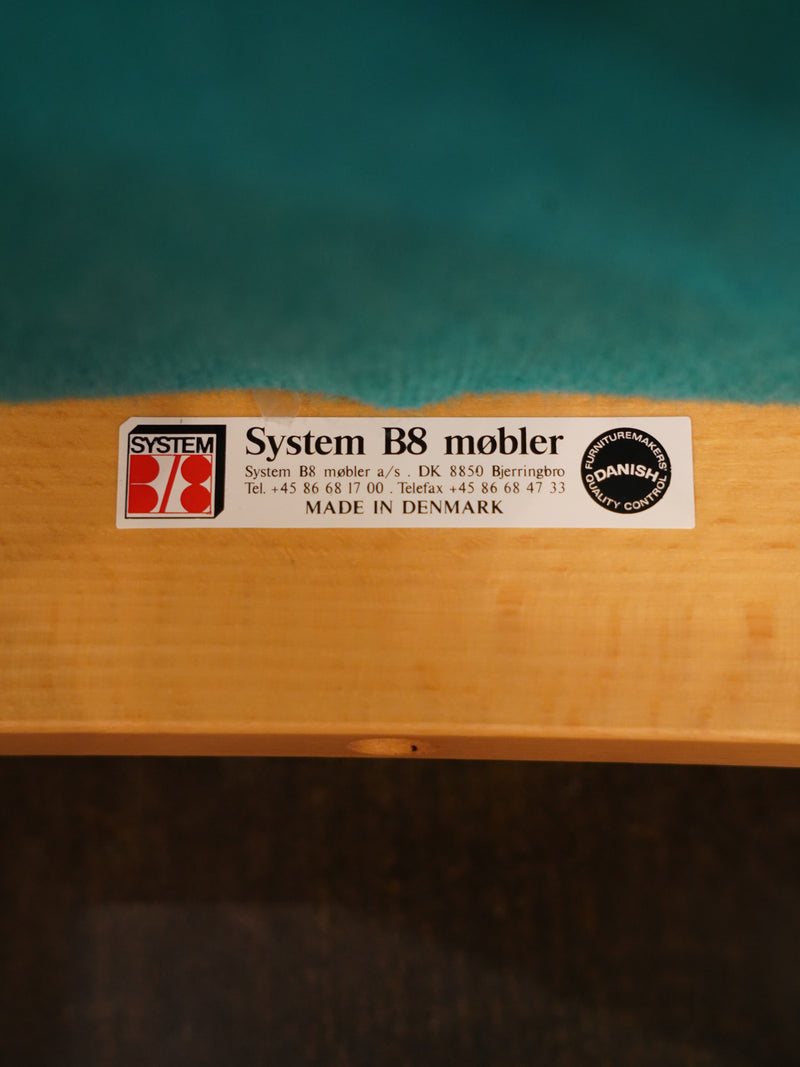 SYSTEM
B/8
System B8 møbler
System B8 møbler a/s . DK 8850 Bjerringbro
Tel. +45 86 68 17 00 . Telefax +45 86 68 47 33
MADE IN DENMARK
FURNITUREMAKERS'
DANISH
QUALITY CONTROL